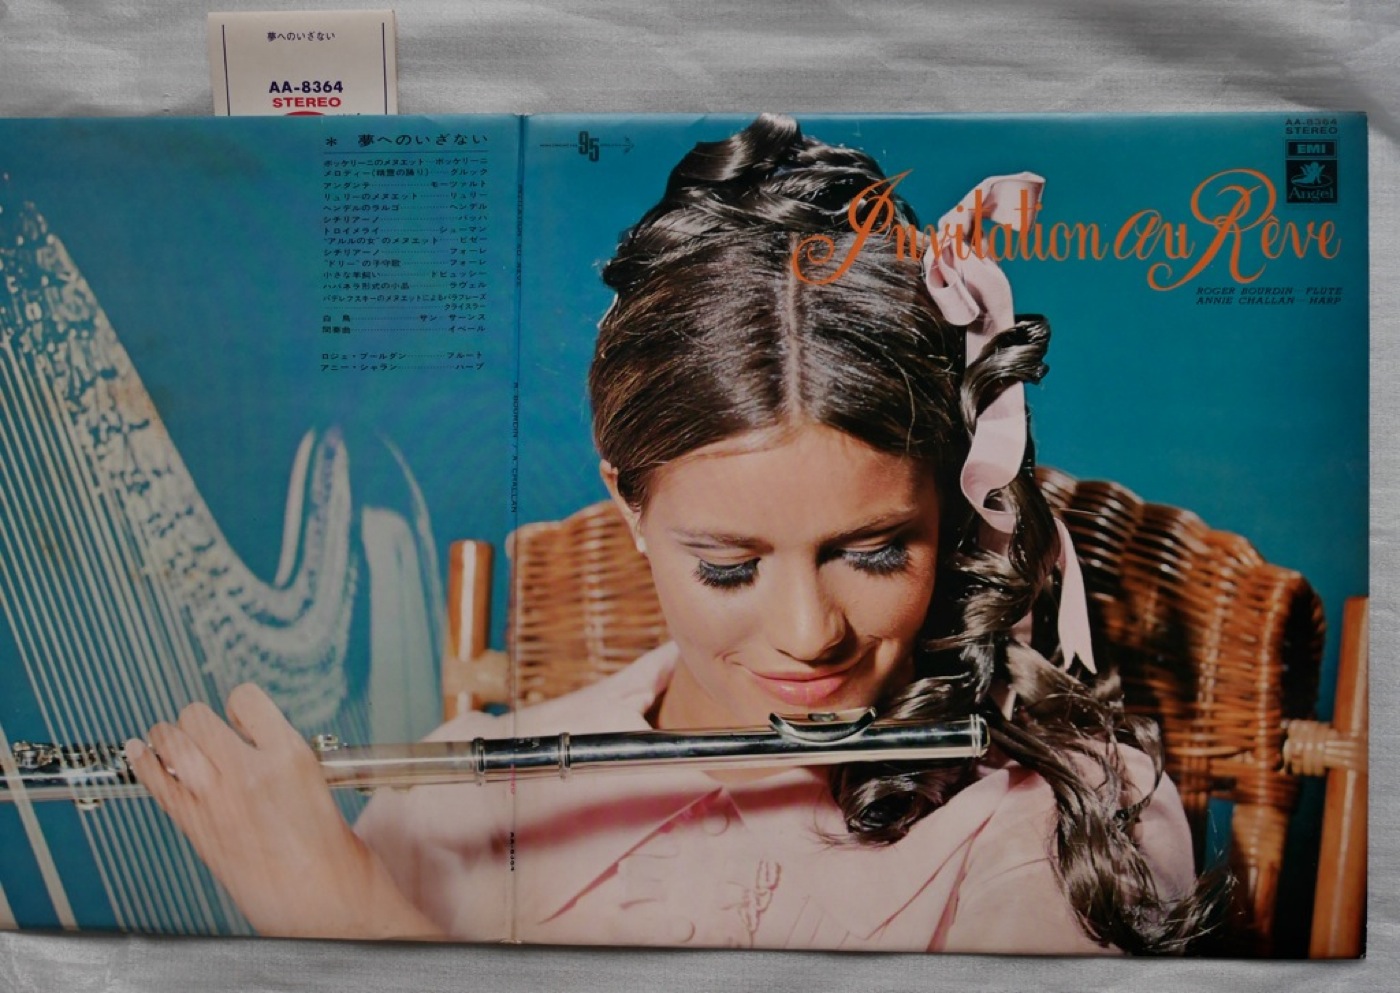 夢へのいざない
AA-8364
STEREO
＊ 夢へのいざない
ボッケリーニのメヌエット…ボッケリーニ
メロディー(精霊の踊り)……グルック
アンダンテ……………モーツァルト
リュリーのメヌエット………リュリー
ヘンデルのラルゴ…………ヘンデル
シチリアーノ………………バッハ
トロイメライ……………シューマン
"アルルの女"のメヌエット……ビゼー
シチリアーノ………………フォーレ
"ドリー"の子守歌…………フォーレ
小さな羊飼い…………ドビュッシー
ハバネラ形式の小品………ラヴェル
パデレフスキーのメヌエットによるパラフレーズ
クライスラー
白　鳥……………サン・サーンス
間奏曲……………………イベール
ロジェ・ブールダン…………フルート
アニー・シャラン……………ハープ
R. BOURDIN / A. CHALLAN
AA-8364
95
AA-8364
STEREO
EMI
Angel
Invitation au Rêve
ROGER BOURDIN—FLUTE
ANNIE CHALLAN—HARP